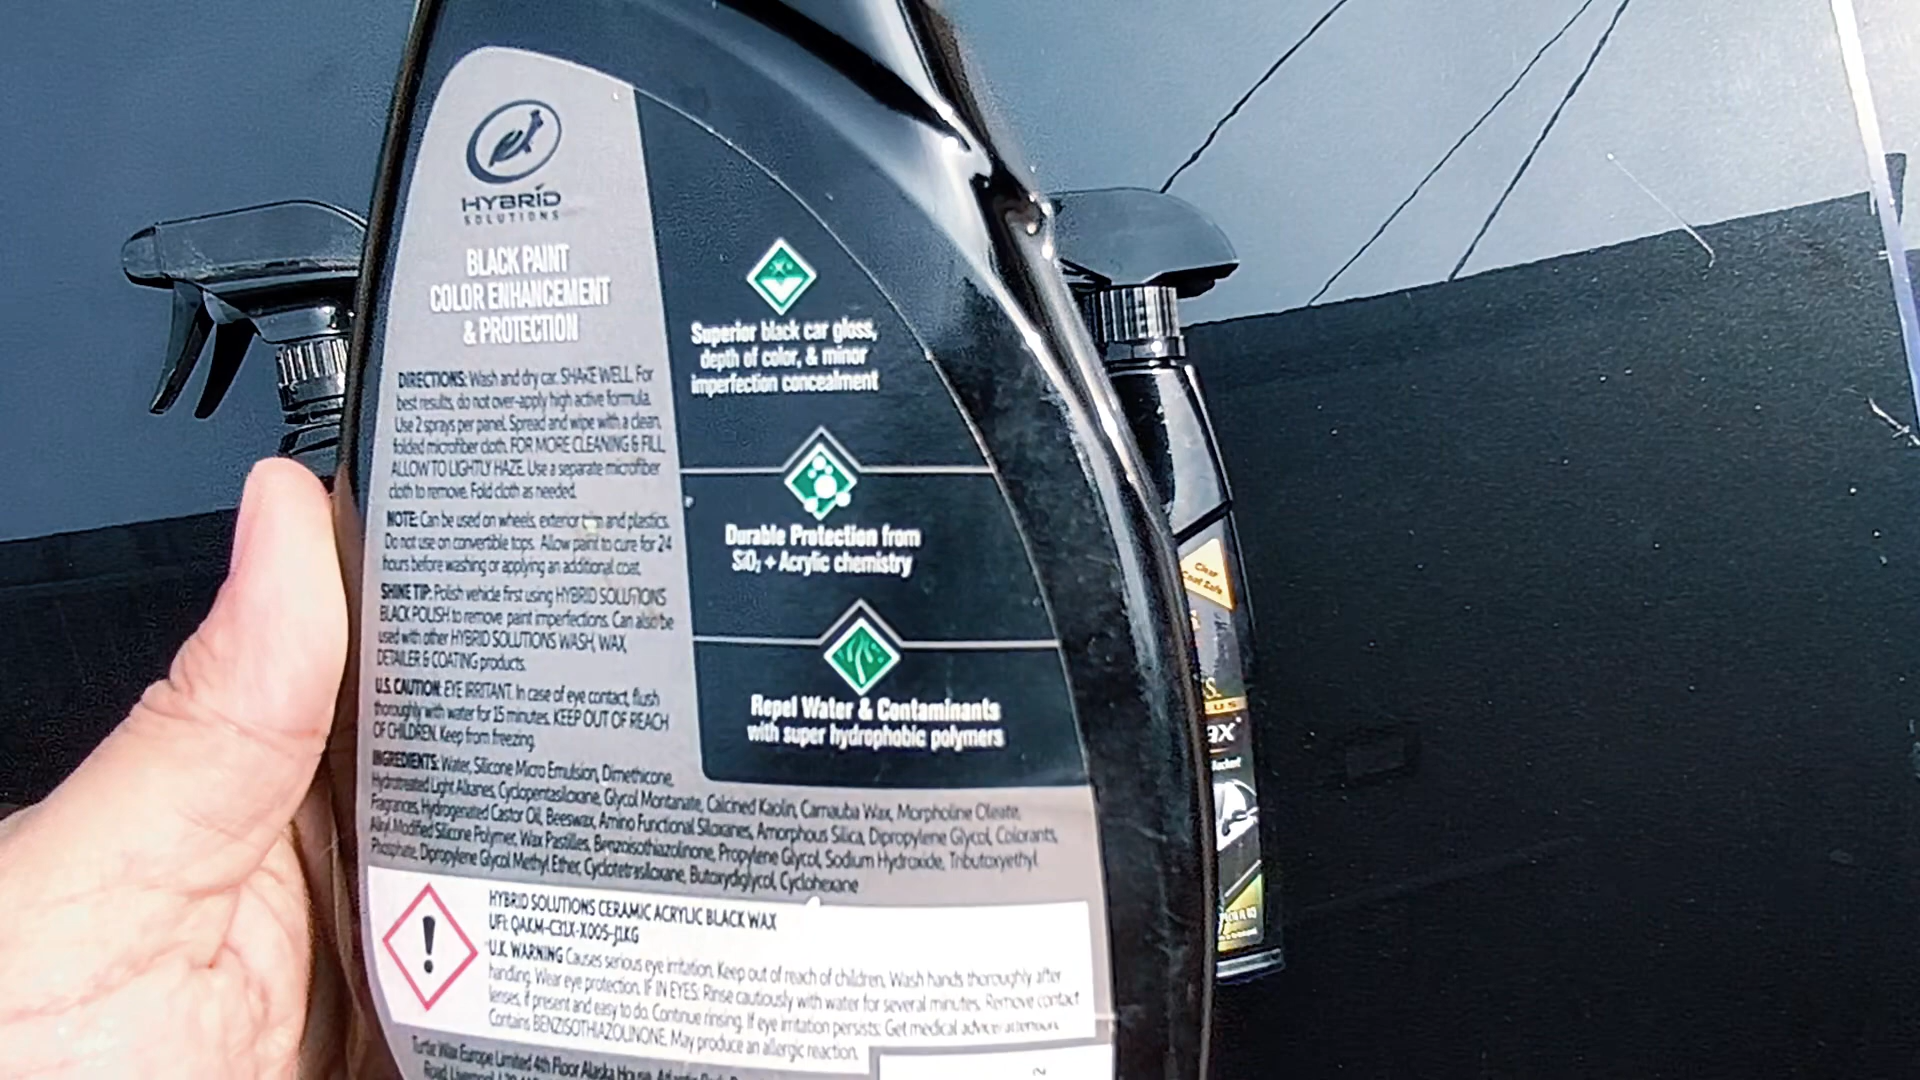 HYBRID
SOLUTIONS
BLACK PAINT
COLOR ENHANCEMENT
& PROTECTION
DIRECTIONS: Wash and dry car. SHAKE WELL. For
best results, do not over-apply high active formula.
Use 2 sprays per panel. Spread and wipe with a clean,
folded microfiber cloth. FOR MORE CLEANING & FILL,
ALLOW TO LIGHTLY HAZE. Use a separate microfiber
cloth to remove. Fold cloth as needed.
NOTE: Can be used on wheels, exterior trim and plastics.
Do not use on convertible tops. Allow paint to cure for 24
hours before washing or applying an additional coat.
SHINE TIP: Polish vehicle first using HYBRID SOLUTIONS
BLACK POLISH to remove paint imperfections. Can also be
used with other HYBRID SOLUTIONS WASH, WAX,
DETAILER & COATING products.
U.S. CAUTION: EYE IRRITANT. In case of eye contact, flush
thoroughly with water for 15 minutes. KEEP OUT OF REACH
OF CHILDREN. Keep from freezing.
INGREDIENTS: Water, Silicone Micro Emulsion, Dimethicone,
Hydrotreated Light Alkanes, Cyclopentasiloxane, Glycol Montanate, Calcined Kaolin, Carnauba Wax, Morpholine Oleate,
Fragrances, Hydrogenated Castor Oil, Beeswax, Amino Functional Siloxanes, Amorphous Silica, Dipropylene Glycol, Colorants,
Alkyl Modified Silicone Polymer, Wax Pastilles, Benzoisothiazolinone, Propylene Glycol, Sodium Hydroxide, Tributoxyethyl
Phosphate, Dipropylene Glycol Methyl Ether, Cyclotetrasiloxane, Butoxydiglycol, Cyclohexane
Superior black car gloss,
depth of color, & minor
imperfection concealment
Durable Protection from
SiO₂ + Acrylic chemistry
Repel Water & Contaminants
with super hydrophobic polymers
HYBRID SOLUTIONS CERAMIC ACRYLIC BLACK WAX
UFI: QAKM-C31X-X005-J1KG
U.K. WARNING Causes serious eye irritation. Keep out of reach of children. Wash hands thoroughly after
handling. Wear eye protection. IF IN EYES: Rinse cautiously with water for several minutes. Remove contact
lenses, if present and easy to do. Continue rinsing. If eye irritation persists: Get medical advice/attention.
Contains BENZISOTHIAZOLINONE. May produce an allergic reaction.
Turtle Wax Europe Limited 4th Floor Alaska House,
Clear
Coat Safe